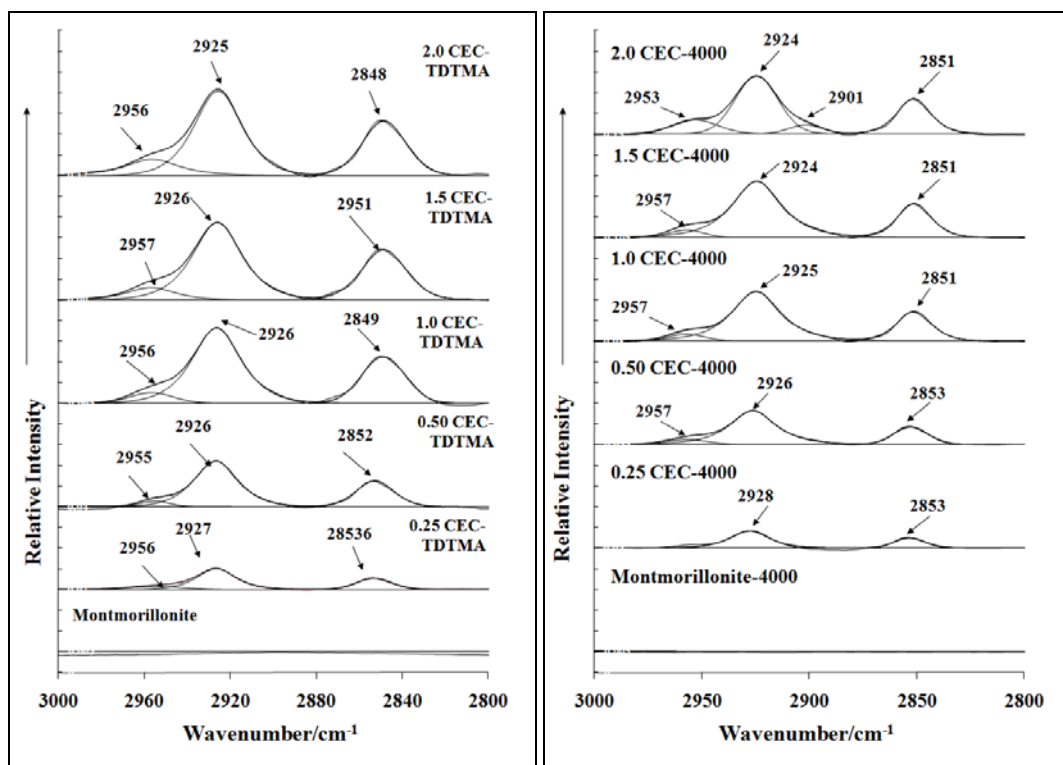 2.0 CEC-
TDTMA
2925
2848
2956
1.5 CEC-
TDTMA
2926
2951
2957
1.0 CEC-
TDTMA
2926
2849
2956
0.50 CEC-
TDTMA
2926
2852
2955
0.25 CEC-
TDTMA
2927
2956
28536
Montmorillonite
Relative Intensity
3000 2960 2920 2880 2840 2800
Wavenumber/cm-1
2.0 CEC-4000
2924
2851
2953
2901
1.5 CEC-4000
2924
2851
2957
1.0 CEC-4000
2925
2851
2957
0.50 CEC-4000
2926
2853
2957
0.25 CEC-4000
2928
2853
Montmorillonite-4000
Relative Intensity
3000 2950 2900 2850 2800
Wavenumber/cm-1